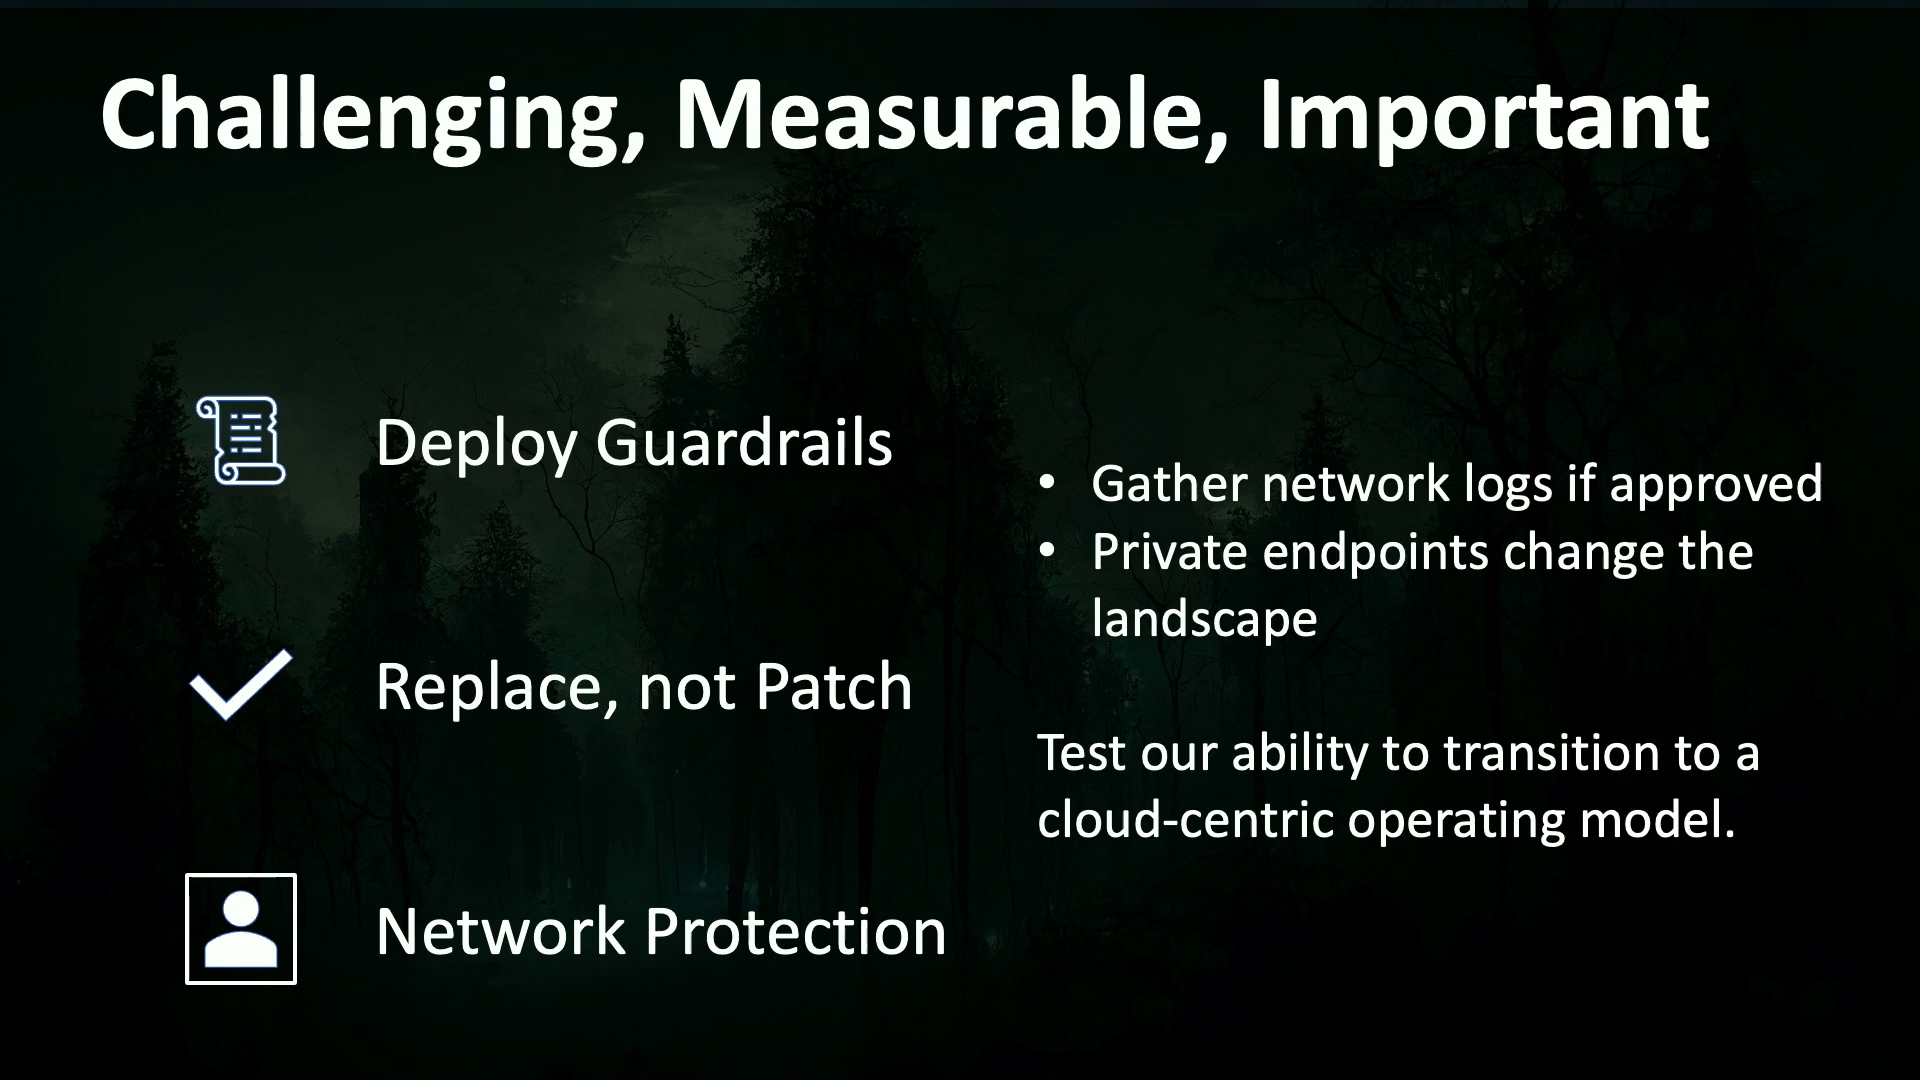 Challenging, Measurable, Important
Deploy Guardrails
Replace, not Patch
Network Protection
• Gather network logs if approved
• Private endpoints change the
landscape
Test our ability to transition to a
cloud-centric operating model.